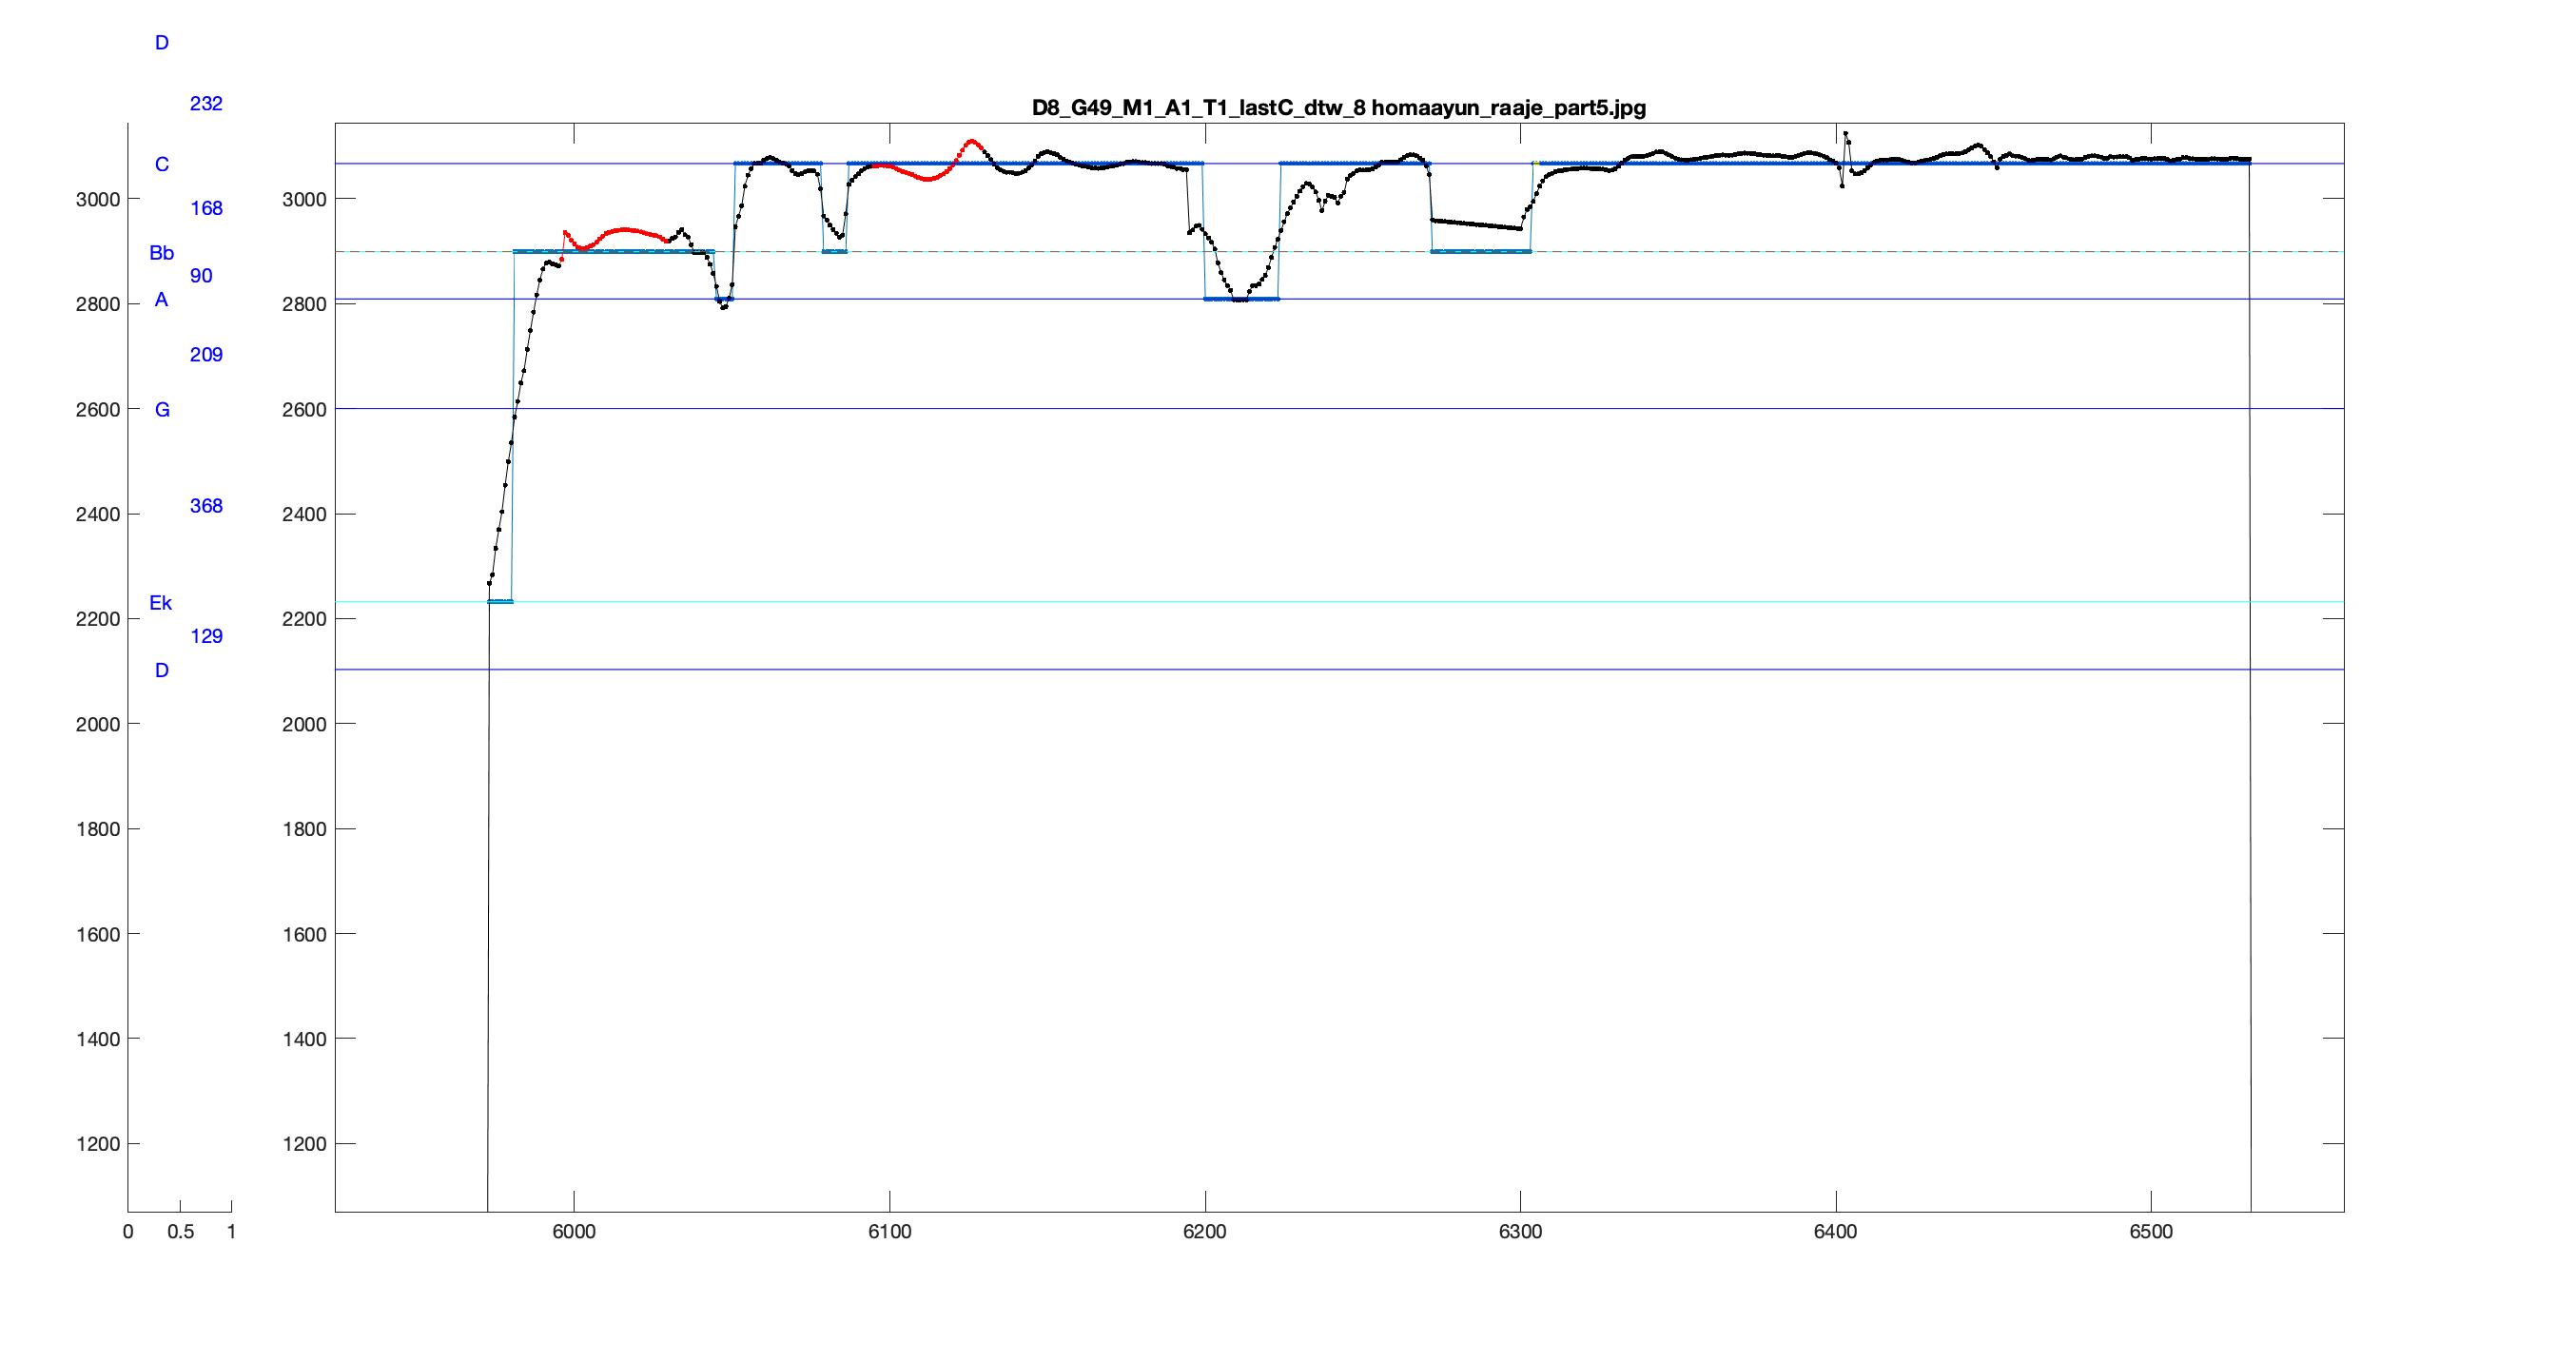 D
232
D8_G49_M1_A1_T1_lastC_dtw_8 homaayun_raaje_part5.jpg
C
3000 168 3000
Bb
90
2800 A 2800
209
2600 G 2600
368
2400 2400
Ek
2200 129 2200
D
2000 2000
1800 1800
1600 1600
1400 1400
1200 1200
0 0.5 1 6000 6100 6200 6300 6400 6500